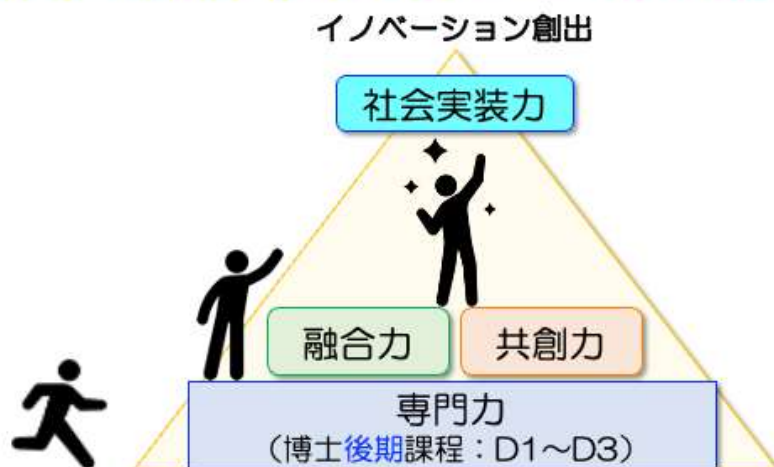 イノベーション創出
社会実装力
融合力
共創力
専門力
（博士後期課程：D1～D3）